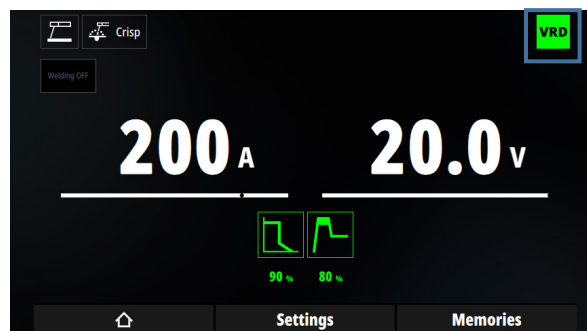 Crisp
VRD
Welding OFF
200 A
20.0 V
90 %
80 %
Settings
Memories